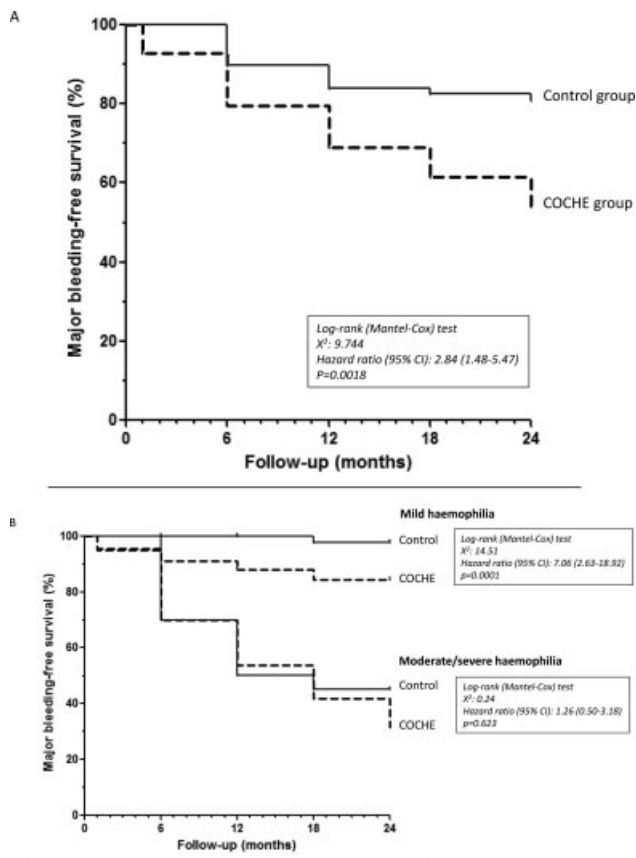 A
Major bleeding-free survival (%)
100
80
60
40
20
0
Control group
COCHE group
Log-rank (Mantel-Cox) test
X²: 9.744
Hazard ratio (95% CI): 2.84 (1.48-5.47)
P=0.0018
0 6 12 18 24
Follow-up (months)
B
Major bleeding-free survival (%)
100
80
60
40
20
0
Mild haemophilia
Control
COCHE
Log-rank (Mantel-Cox) test
X²: 14.51
Hazard ratio (95% CI): 7.06 (2.63-18.92)
p=0.0001
Moderate/severe haemophilia
Control
COCHE
Log-rank (Mantel-Cox) test
X²: 0.24
Hazard ratio (95% CI): 1.26 (0.50-3.18)
p=0.623
0 6 12 18 24
Follow-up (months)